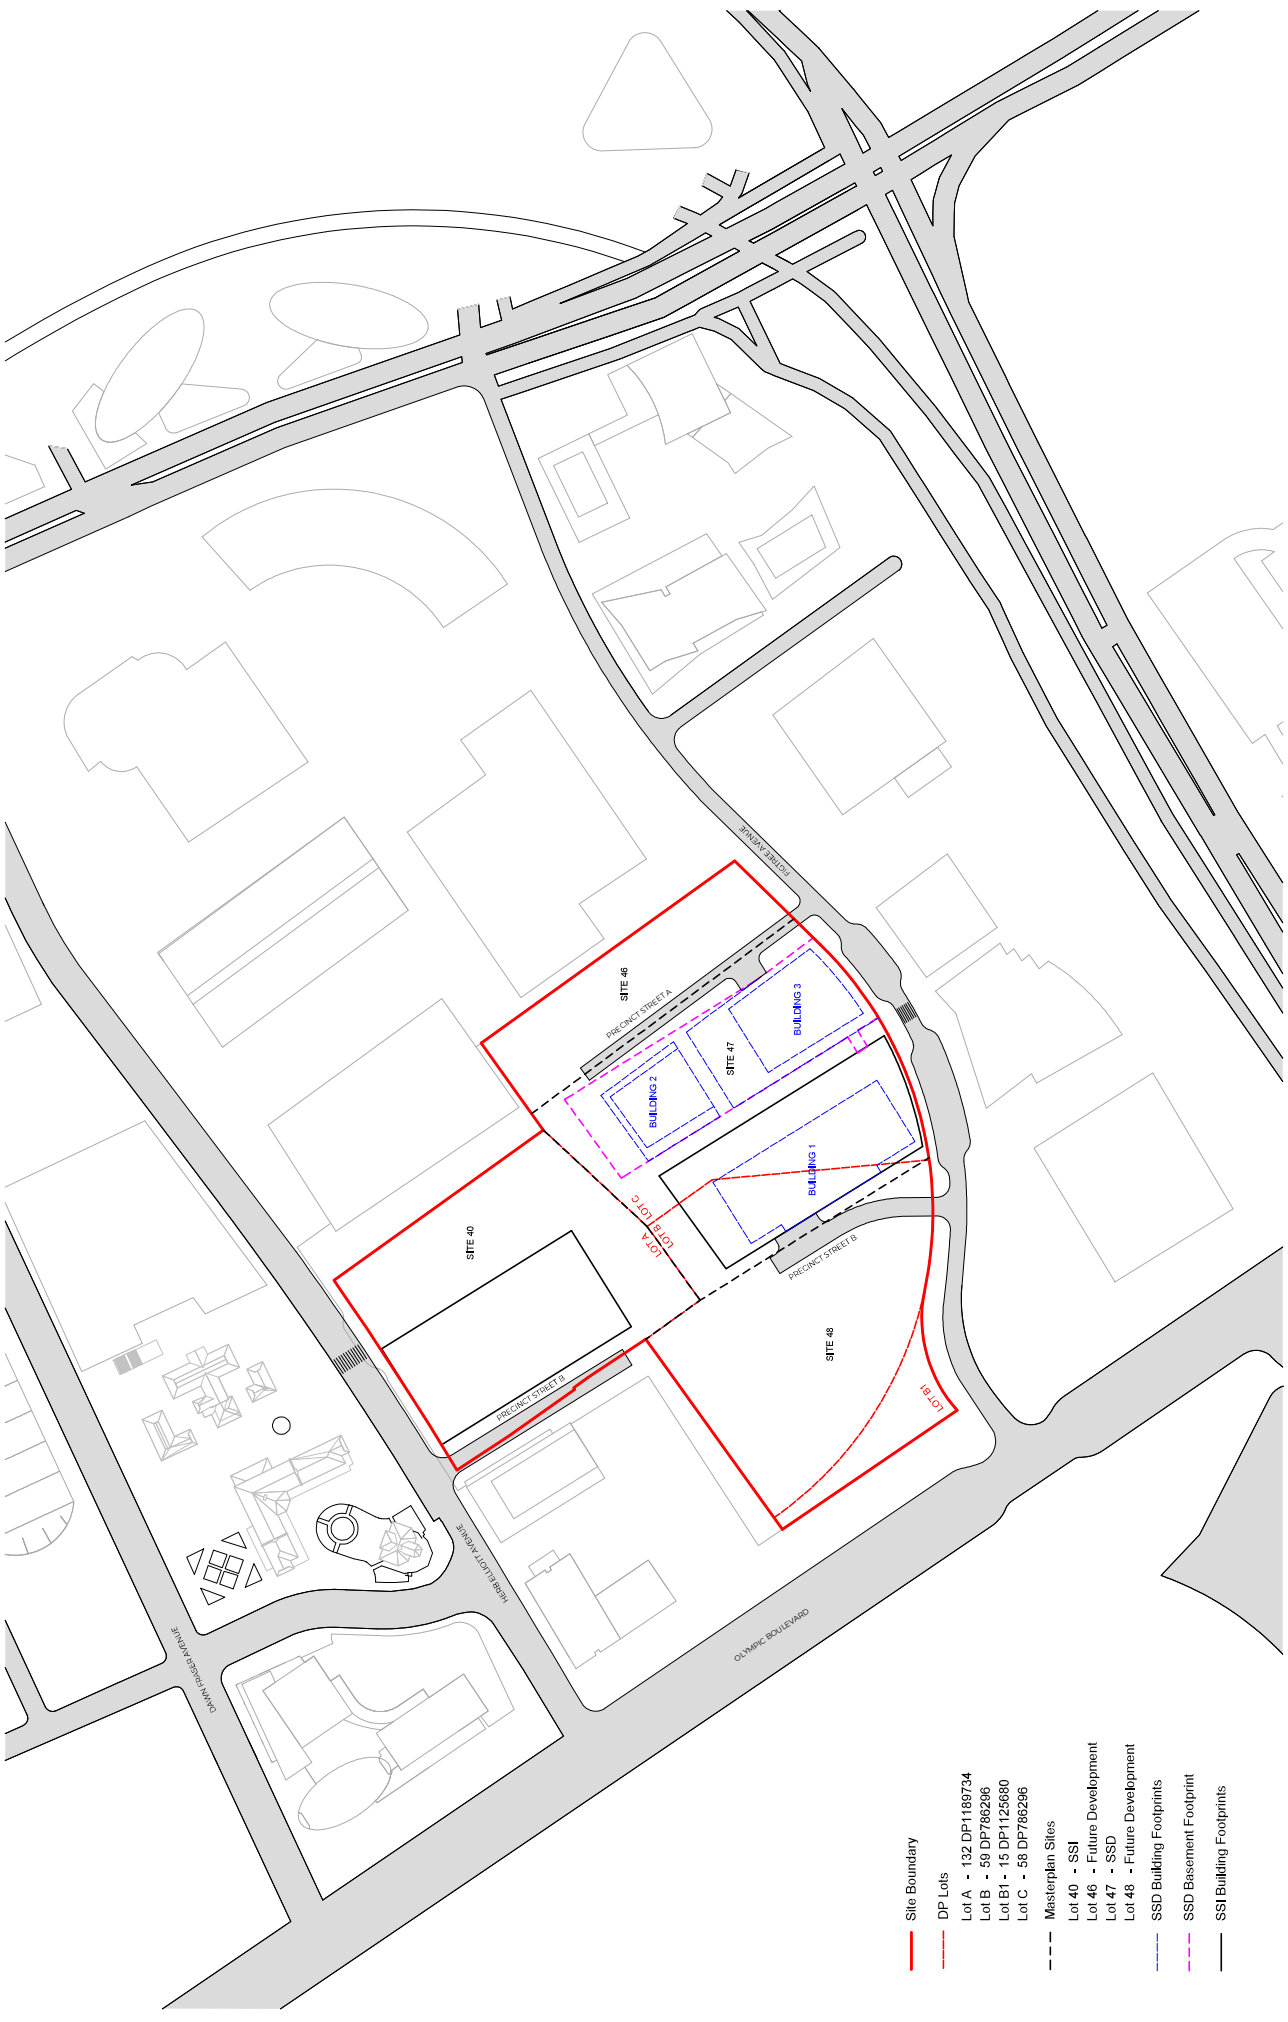 FIGTREE AVENUE
SITE 46
PRECINCT STREET A
BUILDING 3
SITE 47
BUILDING 2
BUILDING 1
LOT C
LOT B
LOT A
SITE 40
PRECINCT STREET B
SITE 48
LOT B1
PRECINCT STREET B
HERB ELLIOTT AVENUE
OLYMPIC BOULEVARD
DAWN FRASER AVENUE
Site Boundary
DP Lots
Lot A - 132 DP1189734
Lot B - 59 DP786296
Lot B1 - 15 DP1125680
Lot C - 58 DP786296
Masterplan Sites
Lot 40 - SSI
Lot 46 - Future Development
Lot 47 - SSD
Lot 48 - Future Development
SSD Building Footprints
SSD Basement Footprint
SSI Building Footprints